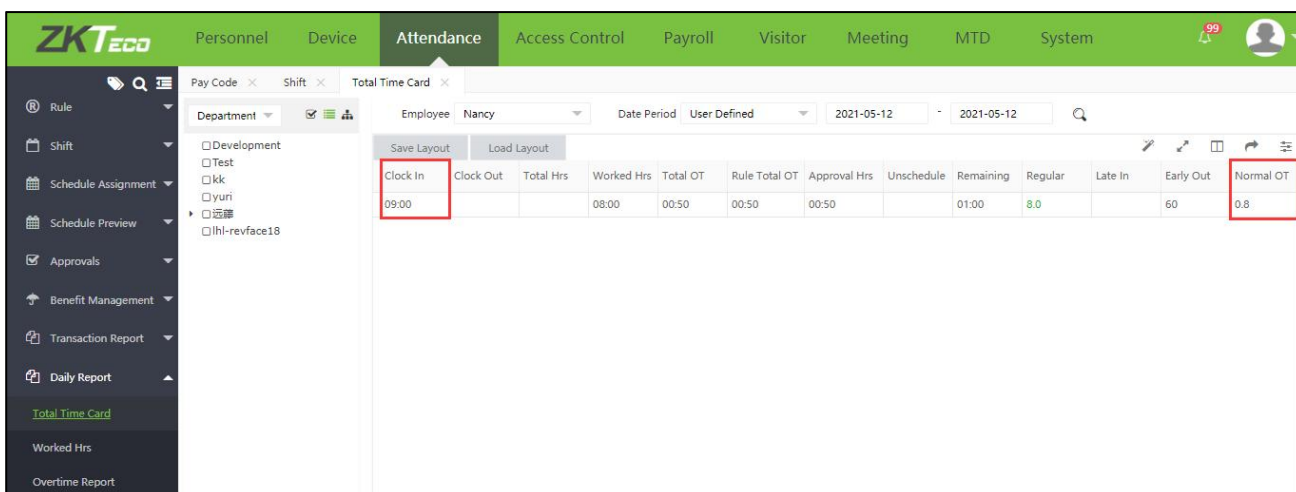 ZKTeco Personnel Device Attendance Access Control Payroll Visitor Meeting MTD System 99
Pay Code Shift Total Time Card
Rule
Shift
Schedule Assignment
Schedule Preview
Approvals
Benefit Management
Transaction Report
Daily Report
Total Time Card
Worked Hrs
Overtime Report
Department
Development
Test
kk
yuri
远藤
lhl-revface18
Employee Nancy Date Period User Defined 2021-05-12 - 2021-05-12
Save Layout Load Layout
Clock In Clock Out Total Hrs Worked Hrs Total OT Rule Total OT Approval Hrs Unschedule Remaining Regular Late In Early Out Normal OT
09:00 08:00 00:50 00:50 00:50 01:00 8.0 60 0.8